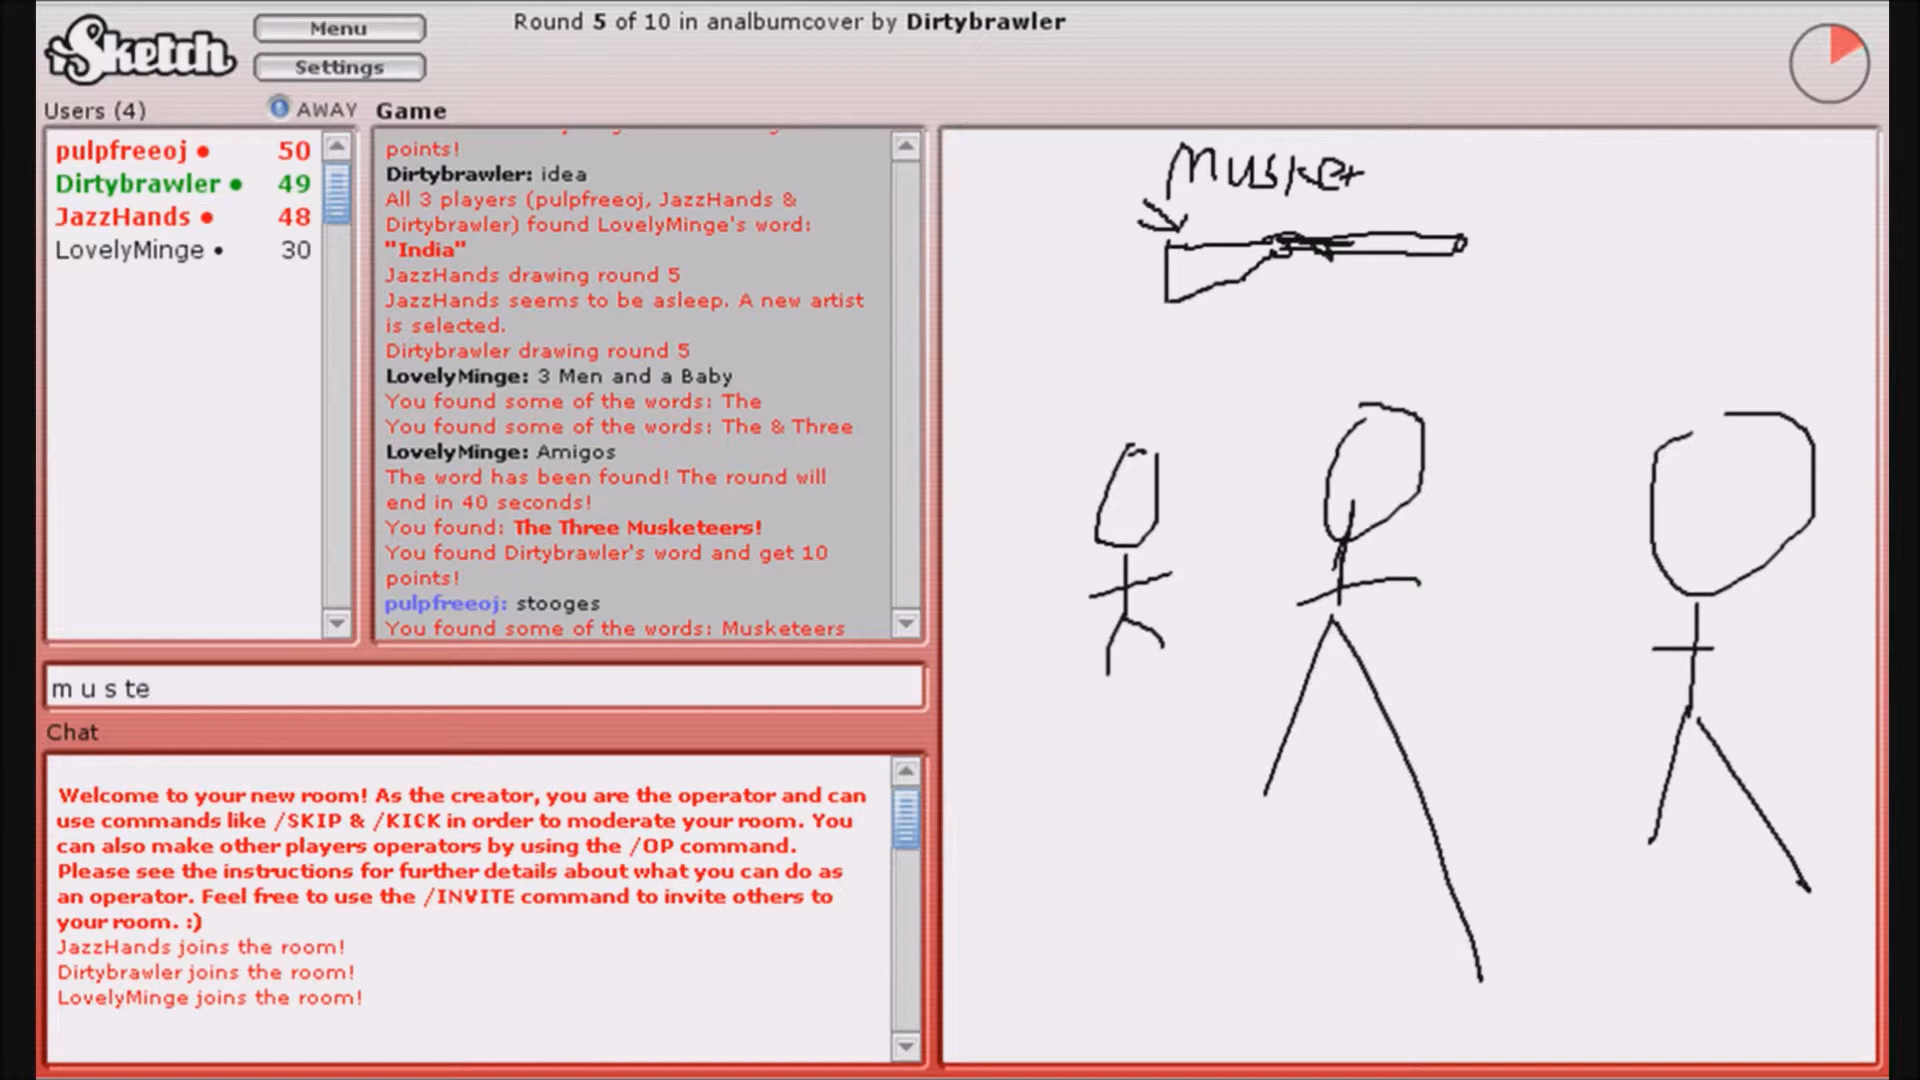 iSketch
Menu
Settings
Round 5 of 10 in analbumcover by Dirtybrawler
Users (4)
AWAY
Game
pulpfreeoj • 50
Dirtybrawler • 49
JazzHands • 48
LovelyMinge • 30
points!
Dirtybrawler: idea
All 3 players (pulpfreeoj, JazzHands &
Dirtybrawler) found LovelyMinge's word:
"India"
JazzHands drawing round 5
JazzHands seems to be asleep. A new artist
is selected.
Dirtybrawler drawing round 5
LovelyMinge: 3 Men and a Baby
You found some of the words: The
You found some of the words: The & Three
LovelyMinge: Amigos
The word has been found! The round will
end in 40 seconds!
You found: The Three Musketeers!
You found Dirtybrawler's word and get 10
points!
pulpfreeoj: stooges
You found some of the words: Musketeers
m u s te
Chat
Welcome to your new room! As the creator, you are the operator and can
use commands like /SKIP & /KICK in order to moderate your room. You
can also make other players operators by using the /OP command.
Please see the instructions for further details about what you can do as
an operator. Feel free to use the /INVITE command to invite others to
your room. :)
JazzHands joins the room!
Dirtybrawler joins the room!
LovelyMinge joins the room!
Musket